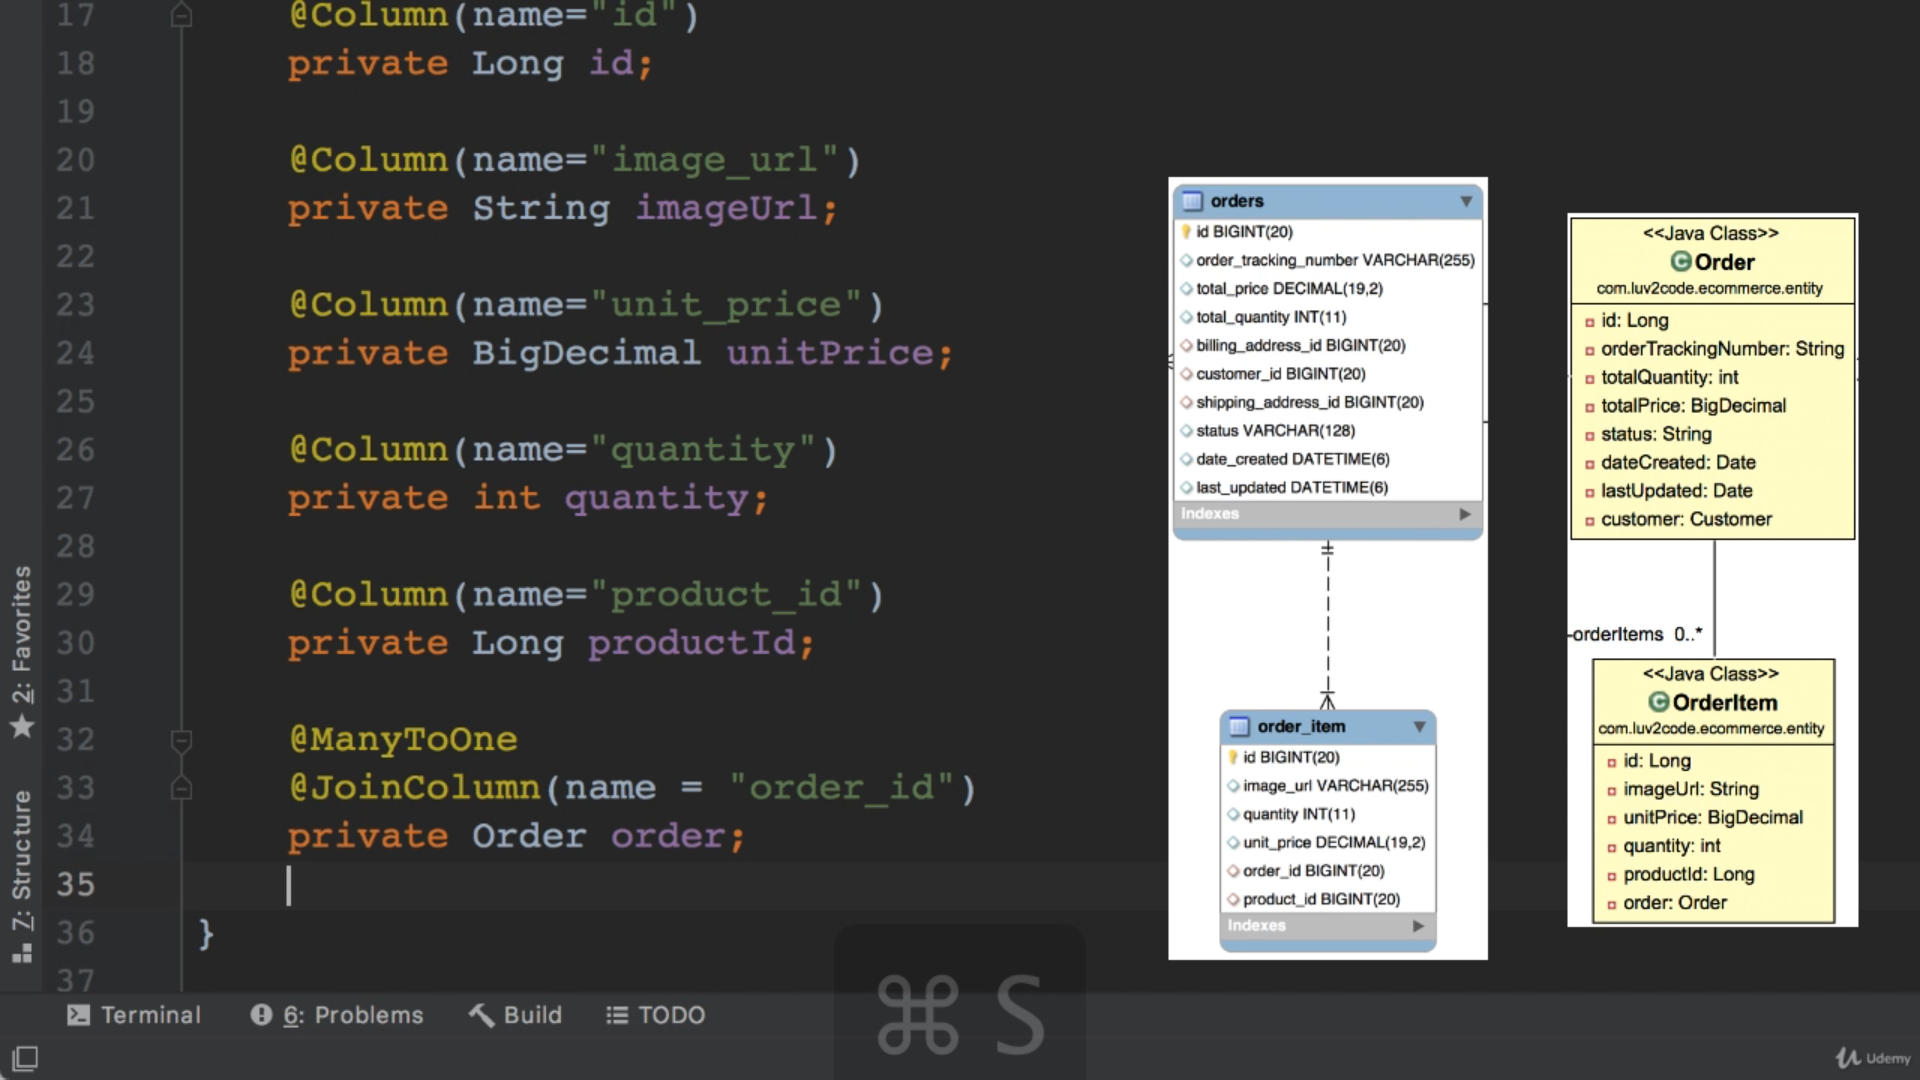 17 @Column(name="id")
18 private Long id;
19
20 @Column(name="image_url")
21 private String imageUrl;
22
23 @Column(name="unit_price")
24 private BigDecimal unitPrice;
25
26 @Column(name="quantity")
27 private int quantity;
28
29 @Column(name="product_id")
30 private Long productId;
31
32 @ManyToOne
33 @JoinColumn(name = "order_id")
34 private Order order;
35
36 }
37
2: Favorites
Z: Structure
orders
id BIGINT(20)
order_tracking_number VARCHAR(255)
total_price DECIMAL(19,2)
total_quantity INT(11)
billing_address_id BIGINT(20)
customer_id BIGINT(20)
shipping_address_id BIGINT(20)
status VARCHAR(128)
date_created DATETIME(6)
last_updated DATETIME(6)
Indexes
order_item
id BIGINT(20)
image_url VARCHAR(255)
quantity INT(11)
unit_price DECIMAL(19,2)
order_id BIGINT(20)
product_id BIGINT(20)
Indexes
<<Java Class>>
C Order
com.luv2code.ecommerce.entity
id: Long
orderTrackingNumber: String
totalQuantity: int
totalPrice: BigDecimal
status: String
dateCreated: Date
lastUpdated: Date
customer: Customer
-orderItems 0..*
<<Java Class>>
C OrderItem
com.luv2code.ecommerce.entity
id: Long
imageUrl: String
unitPrice: BigDecimal
quantity: int
productId: Long
order: Order
Terminal 6: Problems Build TODO
⌘ S
Udemy